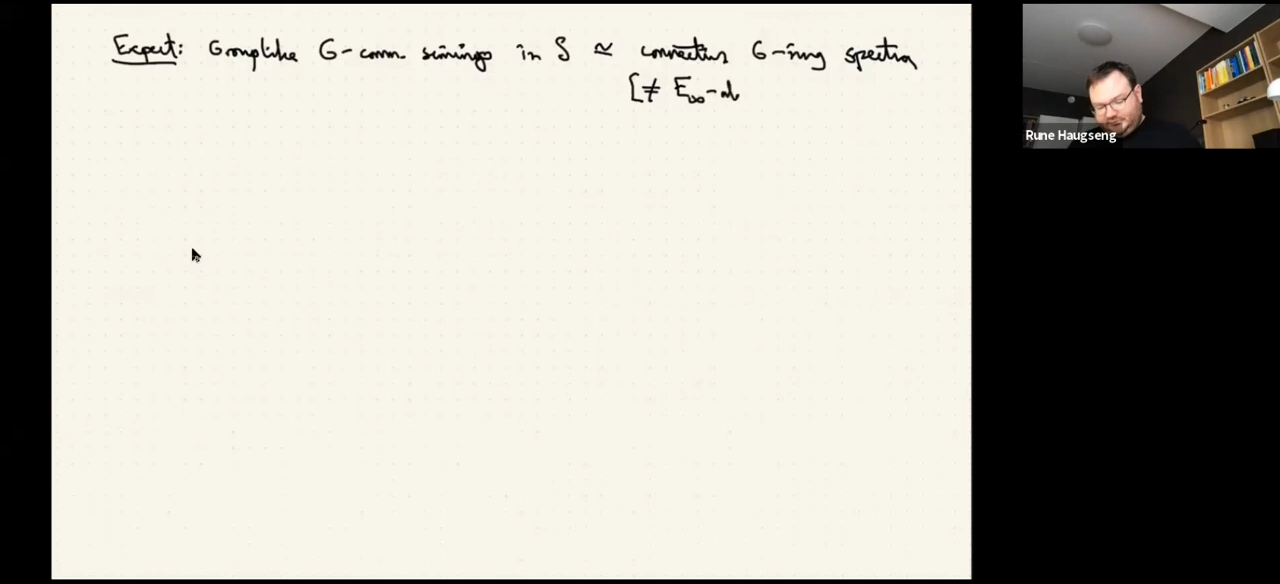 Expect: Grouplike G-comm. semirings in S ≃ connective G-ring spectra
[≠ E∞-al
Rune Haugseng